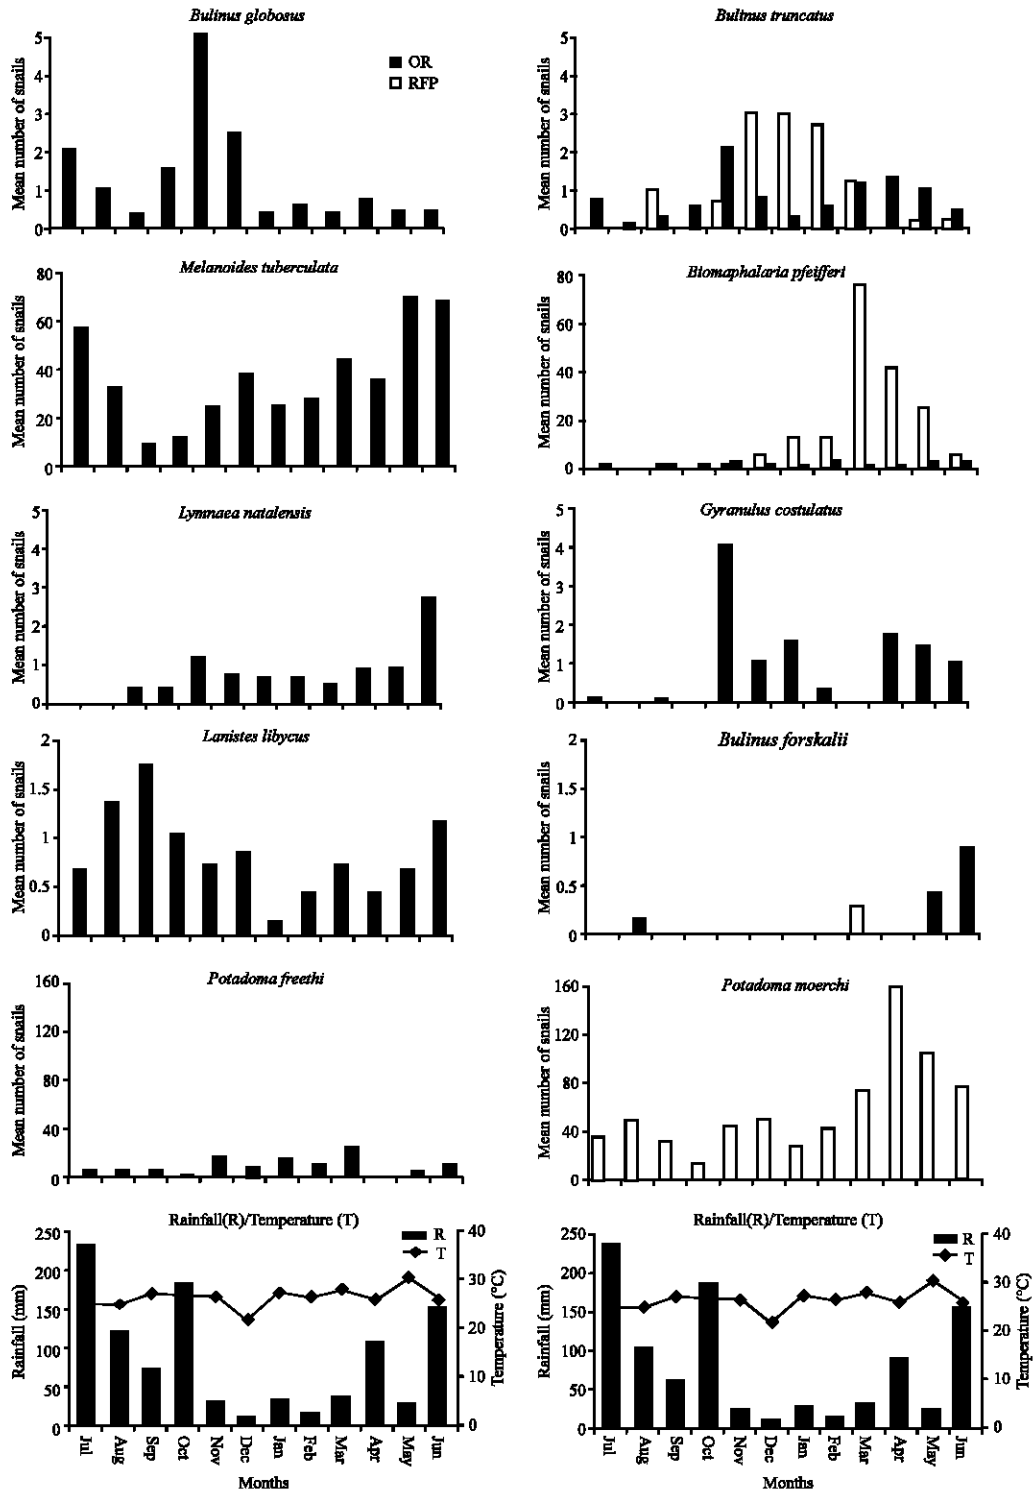 Bulinus globosus
Mean number of snails
5
4
3
2
1
0
OR
RFP
Bulinus truncatus
Mean number of snails
5
4
3
2
1
0
Melanoides tuberculata
Mean number of snails
80
60
40
20
0
Biomaphalaria pfeifferi
Mean number of snails
80
60
40
20
0
Lymnaea natalensis
Mean number of snails
5
4
3
2
1
0
Gyranulus costulatus
Mean number of snails
5
4
3
2
1
0
Lanistes libycus
Mean number of snails
2
1.5
1
0.5
0
Bulinus forskalii
Mean number of snails
2
1.5
1
0.5
0
Potadoma freethi
Mean number of snails
160
120
80
40
0
Potadoma moerchi
Mean number of snails
160
120
80
40
0
Rainfall(R)/Temperature (T)
R
T
Rainfall (mm)
250
200
150
100
50
0
40
30
20
10
0
Temperature (°C)
Jul Aug Sep Oct Nov Dec Jan Feb Mar Apr May Jun
Months
Rainfall(R)/Temperature (T)
R
T
Rainfall (mm)
250
200
150
100
50
0
40
30
20
10
0
Temperature (°C)
Jul Aug Sep Oct Nov Dec Jan Feb Mar Apr May Jun
Months